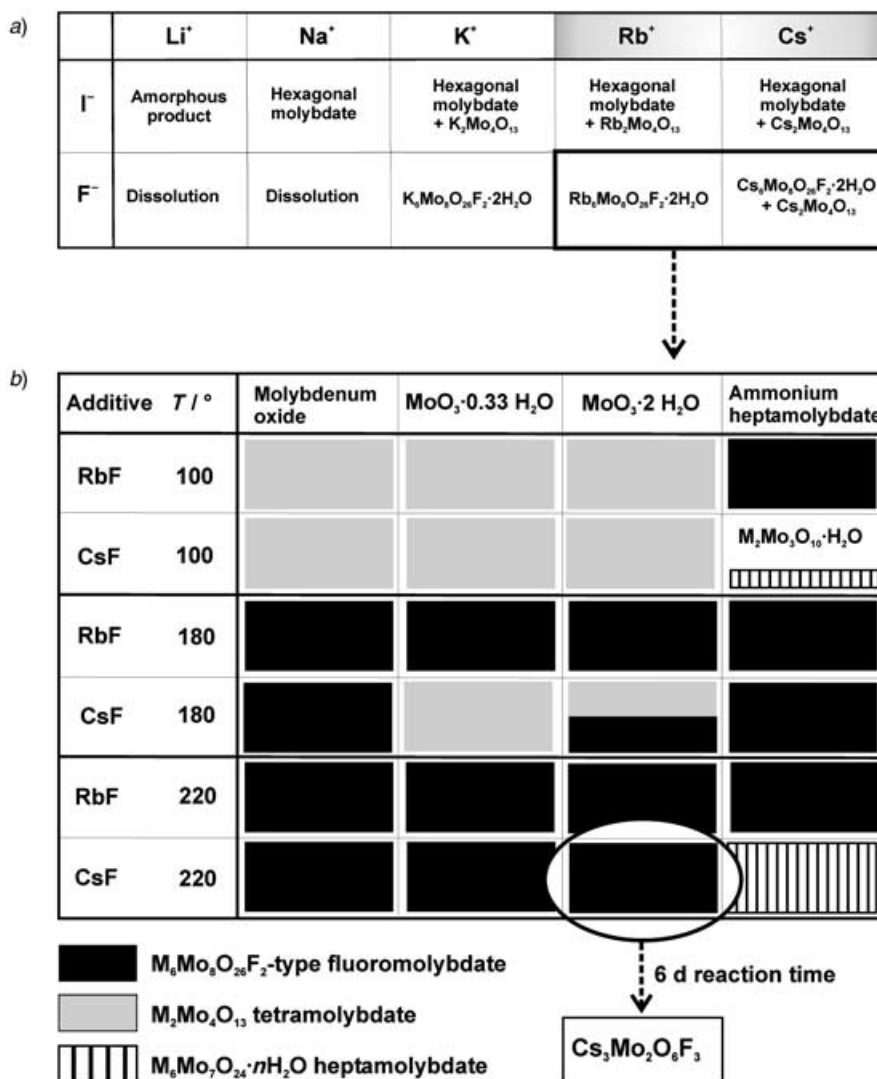 a)
Li⁺ Na⁺ K⁺ Rb⁺ Cs⁺
I⁻
Amorphous
product
Hexagonal
molybdate
Hexagonal
molybdate
+ K₂Mo₄O₁₃
Hexagonal
molybdate
+ Rb₂Mo₄O₁₃
Hexagonal
molybdate
+ Cs₂Mo₄O₁₃
F⁻
Dissolution
Dissolution
K₆Mo₈O₂₆F₂·2H₂O
Rb₆Mo₈O₂₆F₂·2H₂O
Cs₆Mo₈O₂₆F₂·2H₂O
+ Cs₂Mo₄O₁₃
b)
Additive T / °
Molybdenum
oxide
MoO₃·0.33 H₂O
MoO₃·2 H₂O
Ammonium
heptamolybdate
RbF 100
CsF 100
M₂Mo₃O₁₀·H₂O
RbF 180
CsF 180
RbF 220
CsF 220
M₆Mo₈O₂₆F₂-type fluoromolybdate
6 d reaction time
M₂Mo₄O₁₃ tetramolybdate
M₆Mo₇O₂₄·nH₂O heptamolybdate
Cs₃Mo₂O₆F₃